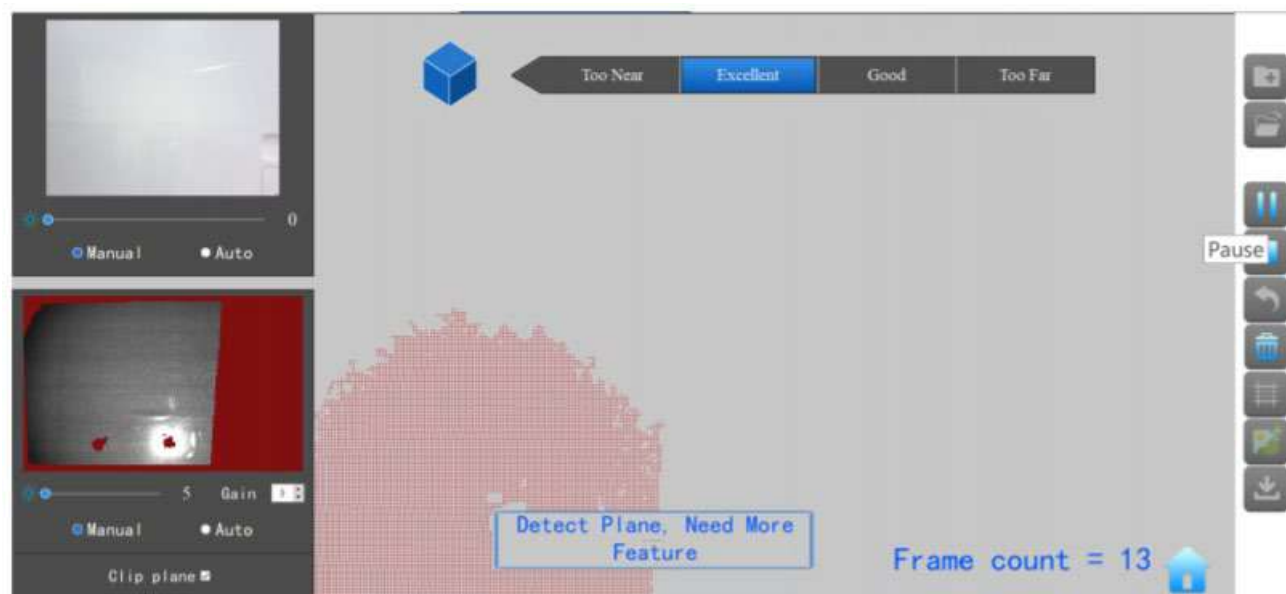 Too Near
Excellent
Good
Too Far
0
Manual
Auto
Pause
5
Gain
Manual
Auto
Clip plane
Detect Plane, Need More
Feature
Frame count = 13